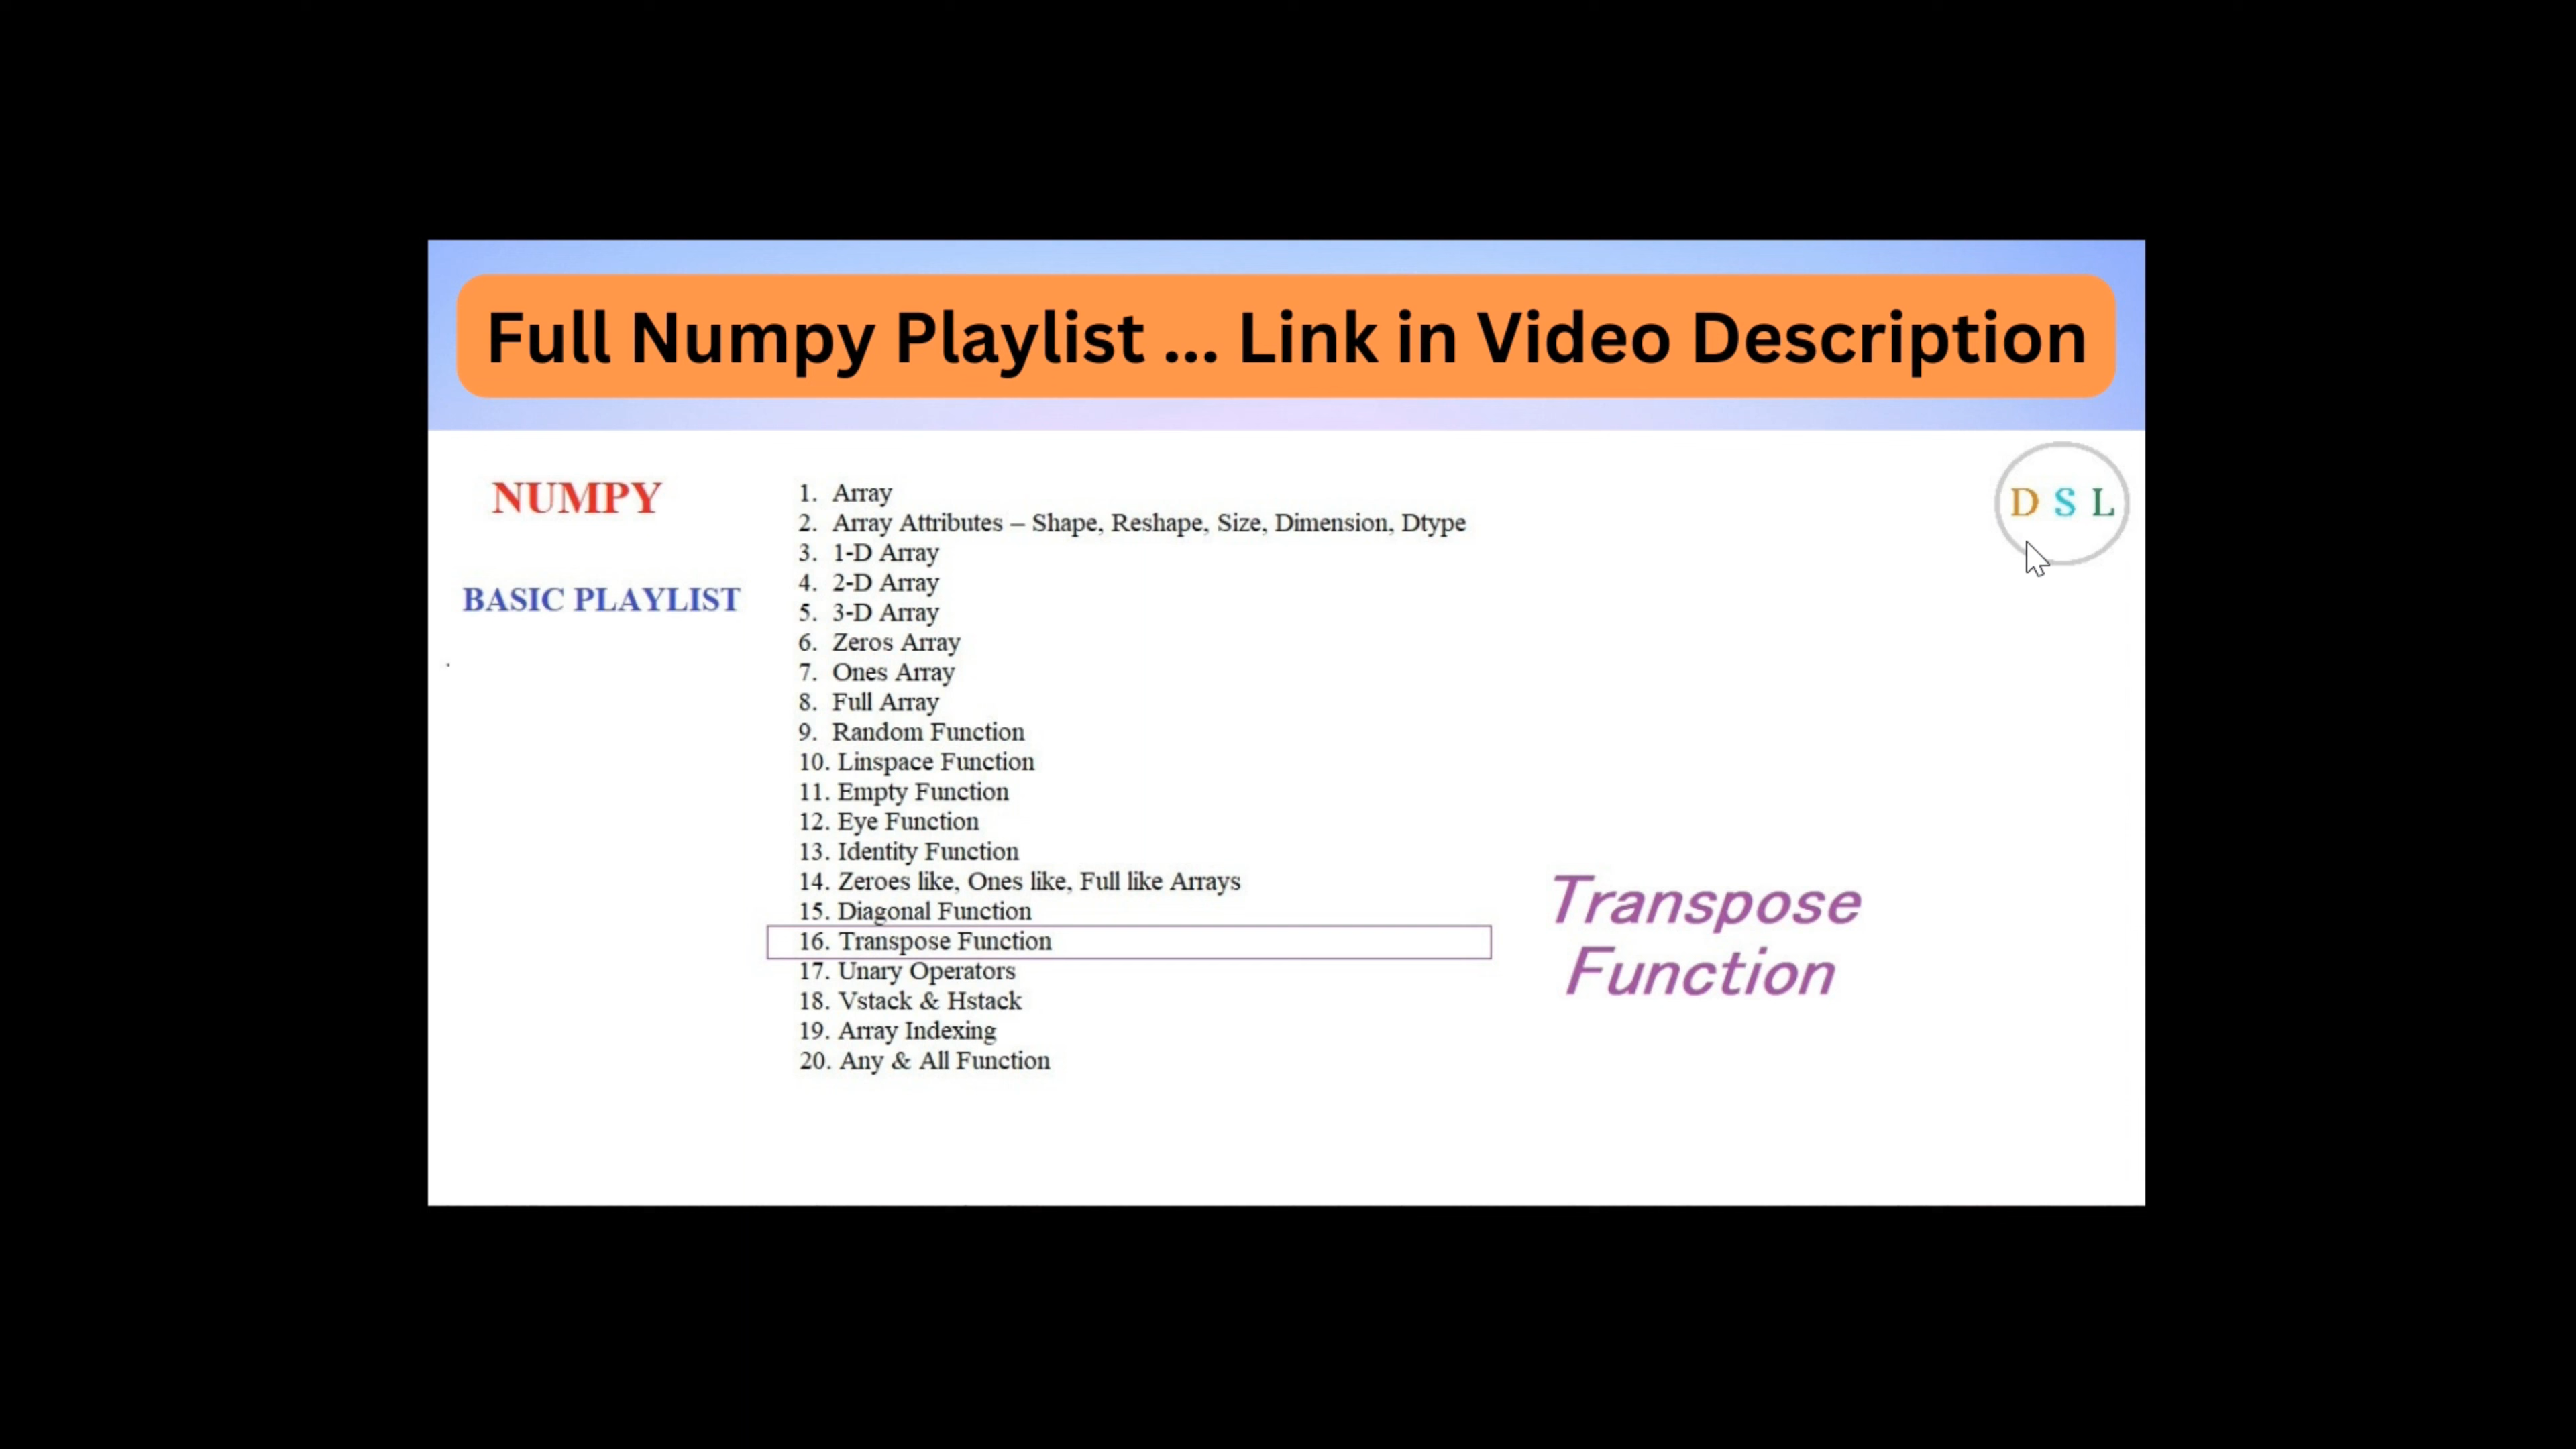 Full Numpy Playlist ... Link in Video Description
NUMPY
BASIC PLAYLIST
1. Array
2. Array Attributes – Shape, Reshape, Size, Dimension, Dtype
3. 1-D Array
4. 2-D Array
5. 3-D Array
6. Zeros Array
7. Ones Array
8. Full Array
9. Random Function
10. Linspace Function
11. Empty Function
12. Eye Function
13. Identity Function
14. Zeroes like, Ones like, Full like Arrays
15. Diagonal Function
16. Transpose Function
17. Unary Operators
18. Vstack & Hstack
19. Array Indexing
20. Any & All Function
Transpose
Function
D S L